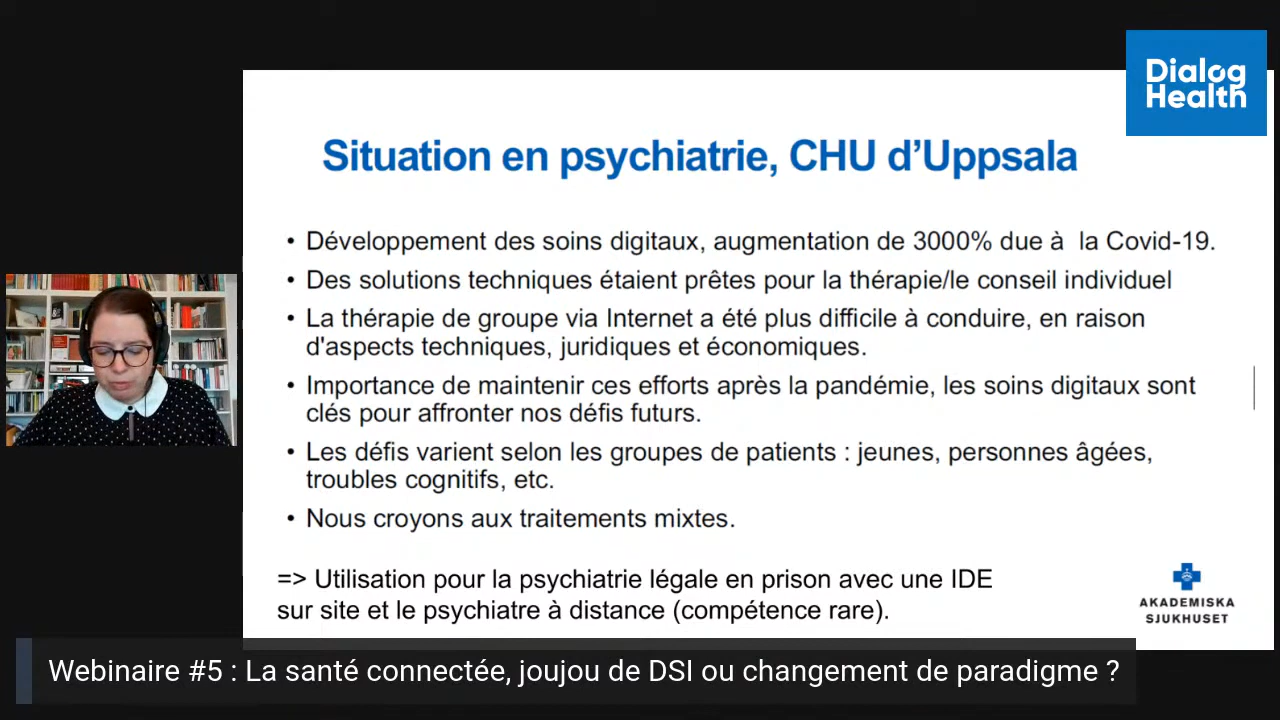 Dialog
Health
Situation en psychiatrie, CHU d’Uppsala
• Développement des soins digitaux, augmentation de 3000% due à  la Covid-19.
• Des solutions techniques étaient prêtes pour la thérapie/le conseil individuel
• La thérapie de groupe via Internet a été plus difficile à conduire, en raison
d'aspects techniques, juridiques et économiques.
• Importance de maintenir ces efforts après la pandémie, les soins digitaux sont
clés pour affronter nos défis futurs.
• Les défis varient selon les groupes de patients : jeunes, personnes âgées,
troubles cognitifs, etc.
• Nous croyons aux traitements mixtes.
=> Utilisation pour la psychiatrie légale en prison avec une IDE
sur site et le psychiatre à distance (compétence rare).
AKADEMISKA
SJUKHUSET
Webinaire #5 : La santé connectée, joujou de DSI ou changement de paradigme ?